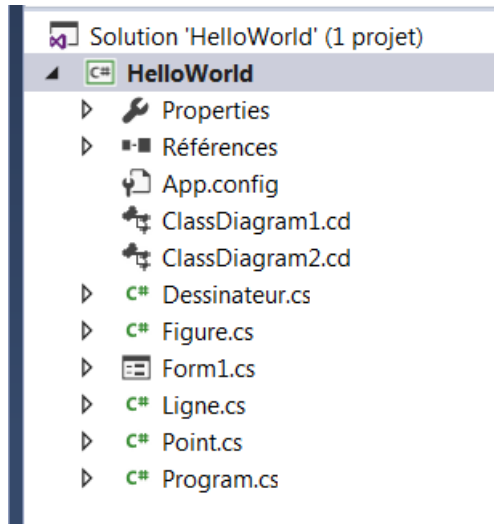 Solution 'HelloWorld' (1 projet)
C# HelloWorld
Properties
Références
App.config
ClassDiagram1.cd
ClassDiagram2.cd
C# Dessinateur.cs
C# Figure.cs
Form1.cs
C# Ligne.cs
C# Point.cs
C# Program.cs